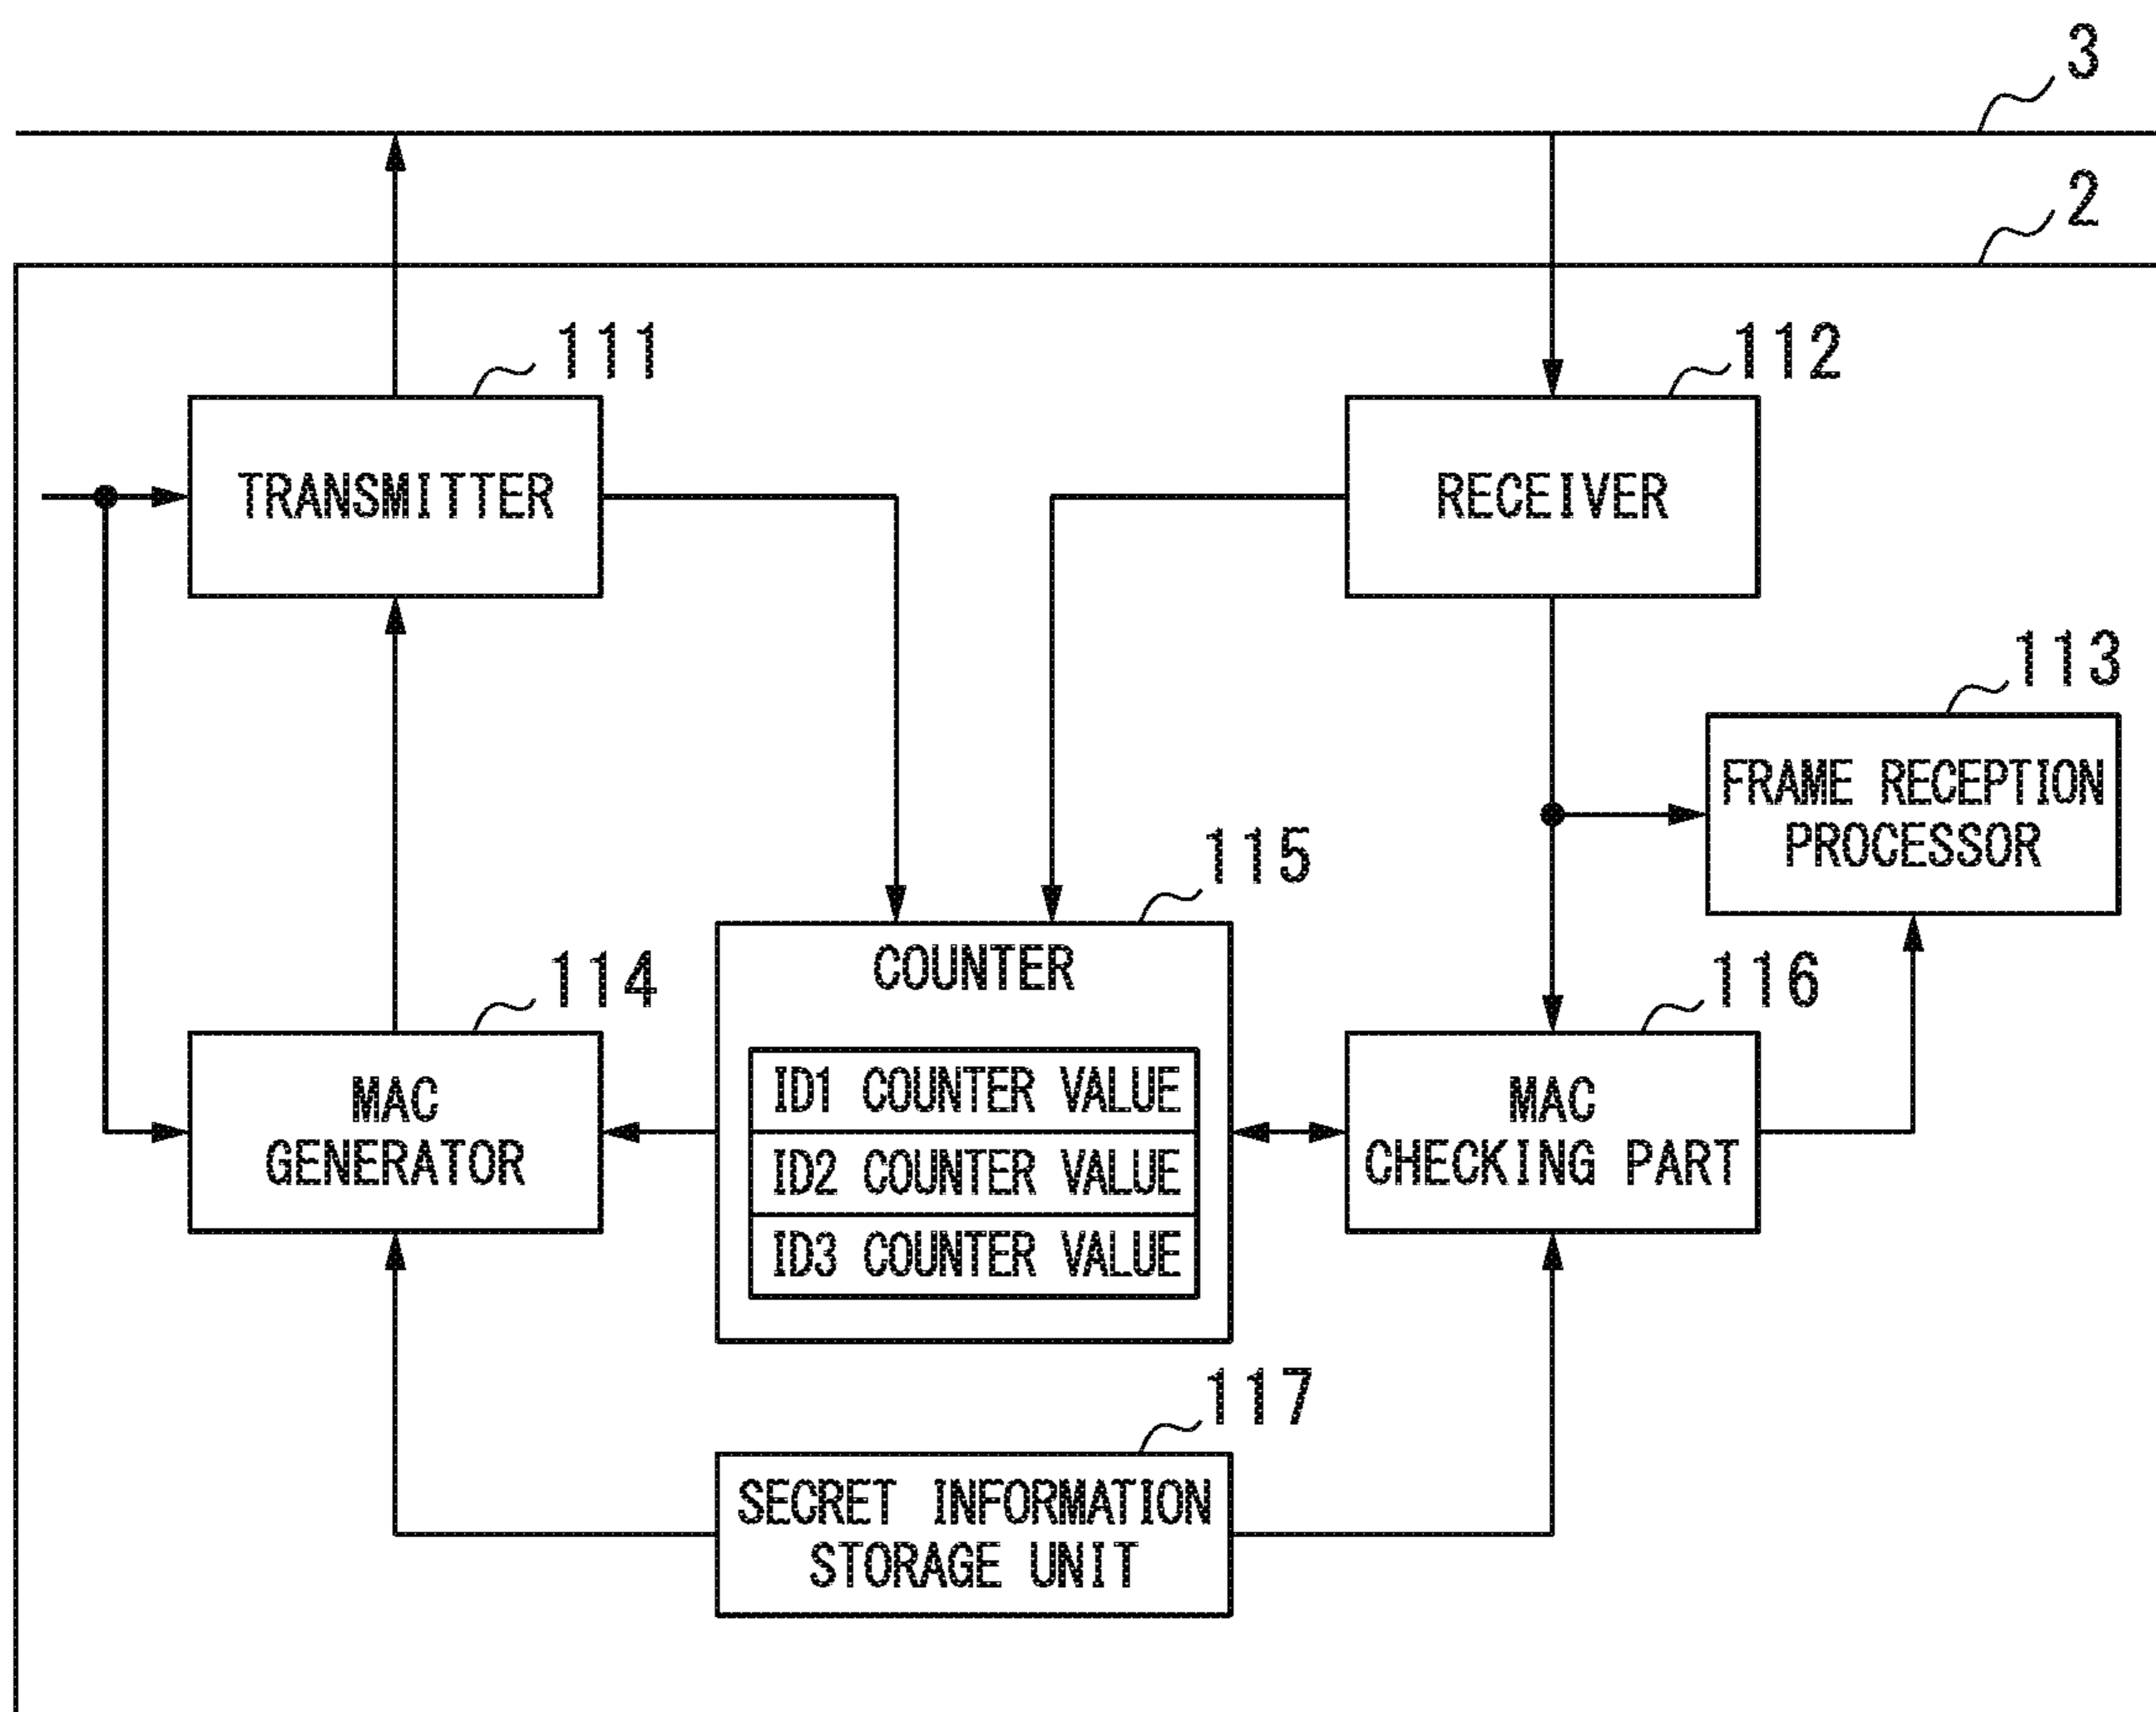 3
2
111
112
TRANSMITTER
RECEIVER
113
FRAME RECEPTION
PROCESSOR
115
COUNTER
114
116
MAC
GENERATOR
ID1 COUNTER VALUE
ID2 COUNTER VALUE
ID3 COUNTER VALUE
MAC
CHECKING PART
117
SECRET INFORMATION
STORAGE UNIT